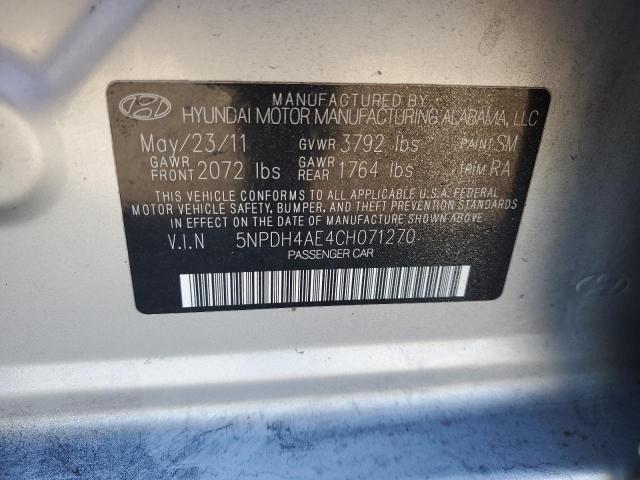 MANUFACTURED BY
HYUNDAI MOTOR MANUFACTURING ALABAMA, LLC
May/23/11 GVWR 3792 lbs PAINT:SM
GAWR FRONT 2072 lbs GAWR REAR 1764 lbs TRIM:RA
THIS VEHICLE CONFORMS TO ALL APPLICABLE U.S.A. FEDERAL
MOTOR VEHICLE SAFETY, BUMPER, AND THEFT PREVENTION STANDARDS
IN EFFECT ON THE DATE OF MANUFACTURE SHOWN ABOVE.
V.I.N 5NPDH4AE4CH071270
PASSENGER CAR